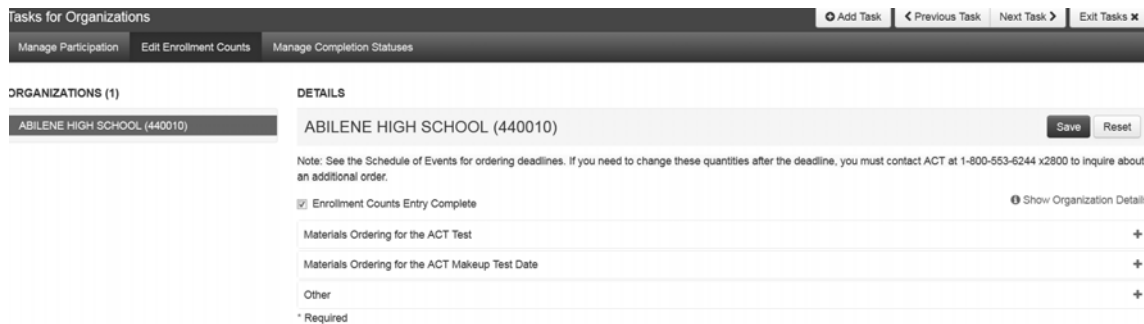 Tasks for Organizations
Add Task
Previous Task
Next Task
Exit Tasks
Manage Participation
Edit Enrollment Counts
Manage Completion Statuses
ORGANIZATIONS (1)
DETAILS
ABILENE HIGH SCHOOL (440010)
ABILENE HIGH SCHOOL (440010)
Save
Reset
Note: See the Schedule of Events for ordering deadlines. If you need to change these quantities after the deadline, you must contact ACT at 1-800-553-6244 x2800 to inquire about
an additional order.
Enrollment Counts Entry Complete
Show Organization Details
Materials Ordering for the ACT Test
Materials Ordering for the ACT Makeup Test Date
Other
* Required